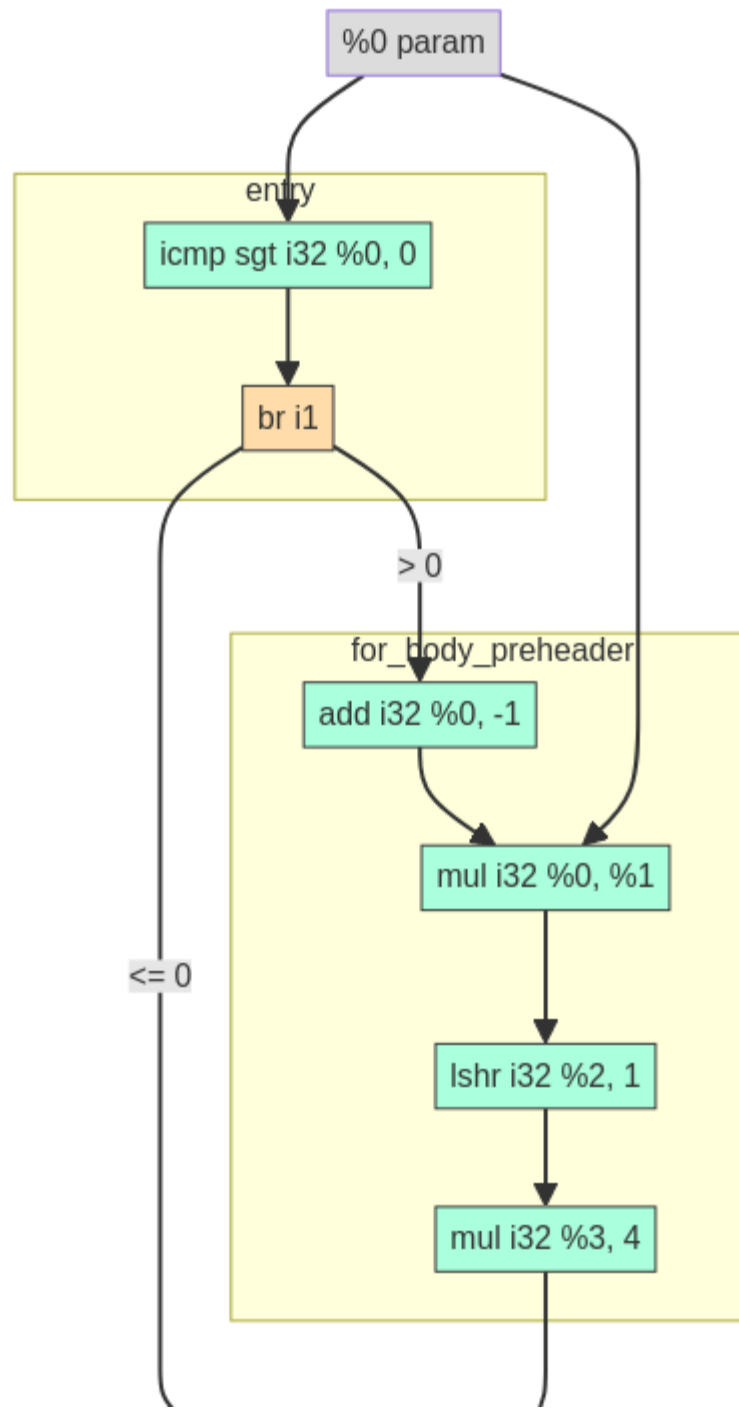 %0 param
entry
icmp sgt i32 %0, 0
br i1
> 0
for_body_preheader
add i32 %0, -1
mul i32 %0, %1
<= 0
lshr i32 %2, 1
mul i32 %3, 4